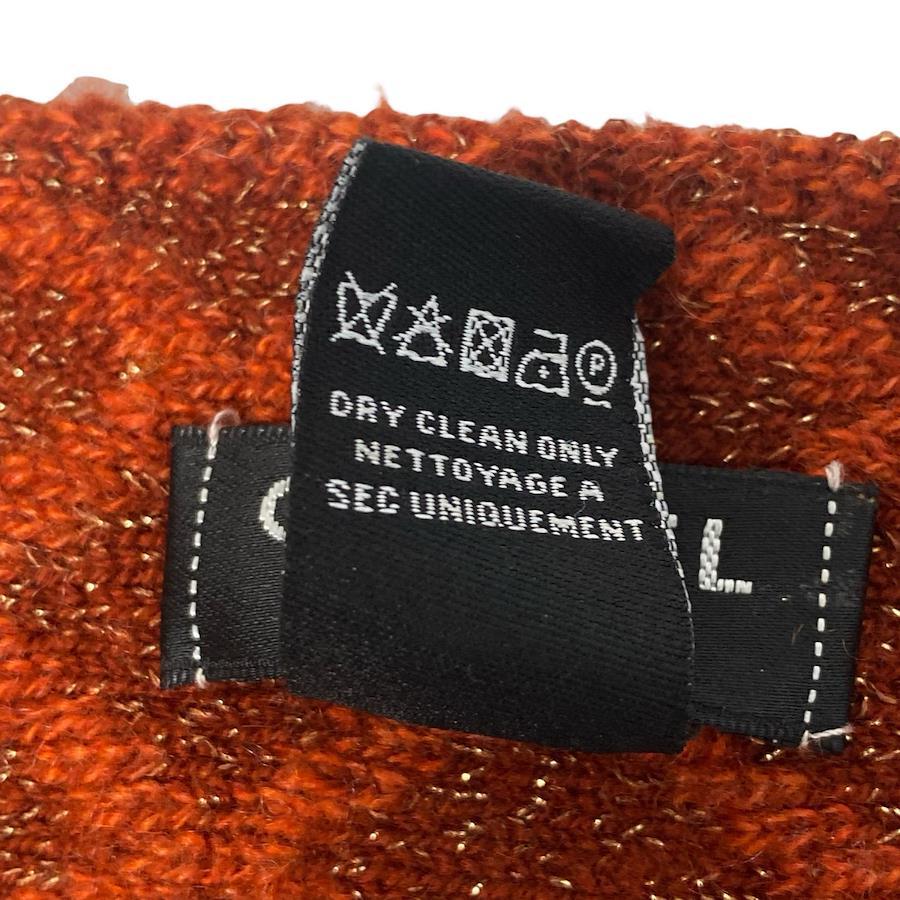 P
DRY CLEAN ONLY
NETTOYAGE A
SEC UNIQUEMENT